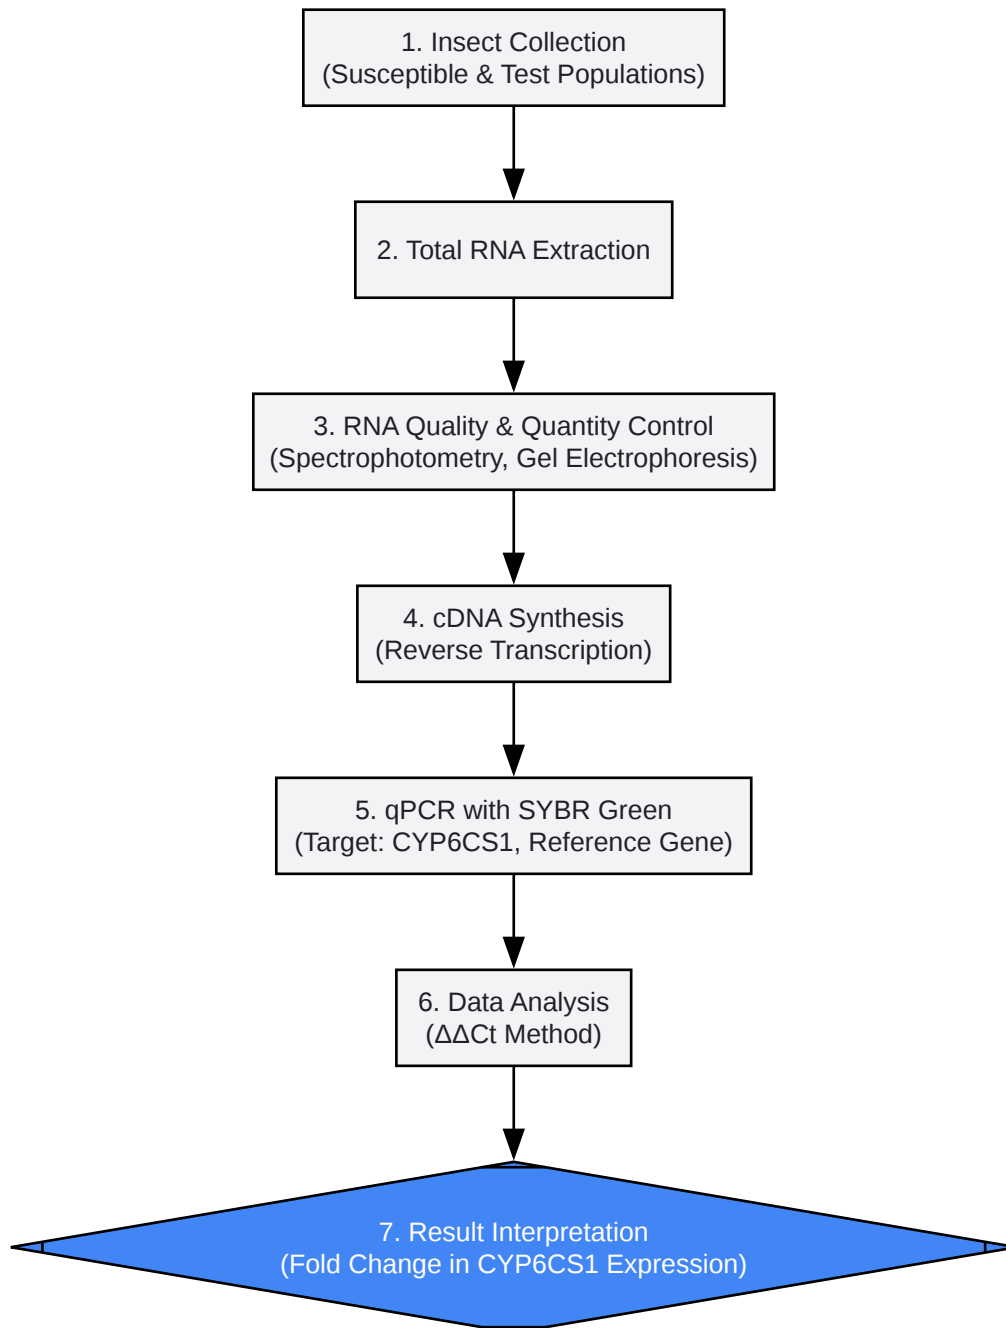 1. Insect Collection
(Susceptible & Test Populations)
2. Total RNA Extraction
3. RNA Quality & Quantity Control
(Spectrophotometry, Gel Electrophoresis)
4. cDNA Synthesis
(Reverse Transcription)
5. qPCR with SYBR Green
(Target: CYP6CS1, Reference Gene)
6. Data Analysis
(ΔΔCt Method)
7. Result Interpretation
(Fold Change in CYP6CS1 Expression)